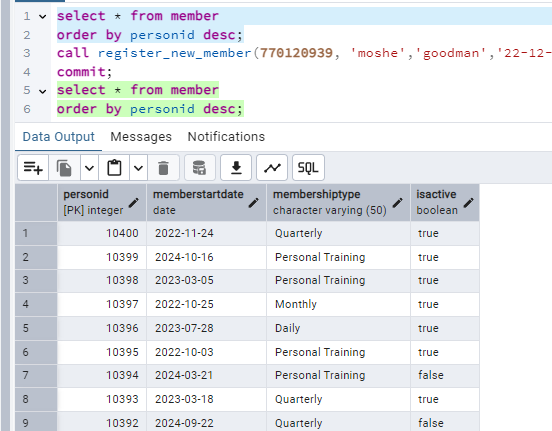 1 select * from member
2 order by personid desc;
3 call register_new_member(770120939, 'moshe','goodman','22-12-
4 commit;
5 select * from member
6 order by personid desc;
Data Output Messages Notifications
SQL
personid memberstartdate membershiptype isactive
[PK] integer date character varying (50) boolean
1 10400 2022-11-24 Quarterly true
2 10399 2024-10-16 Personal Training true
3 10398 2023-03-05 Personal Training true
4 10397 2022-10-25 Monthly true
5 10396 2023-07-28 Daily true
6 10395 2022-10-03 Personal Training true
7 10394 2024-03-21 Personal Training false
8 10393 2023-03-18 Quarterly true
9 10392 2024-09-22 Quarterly false